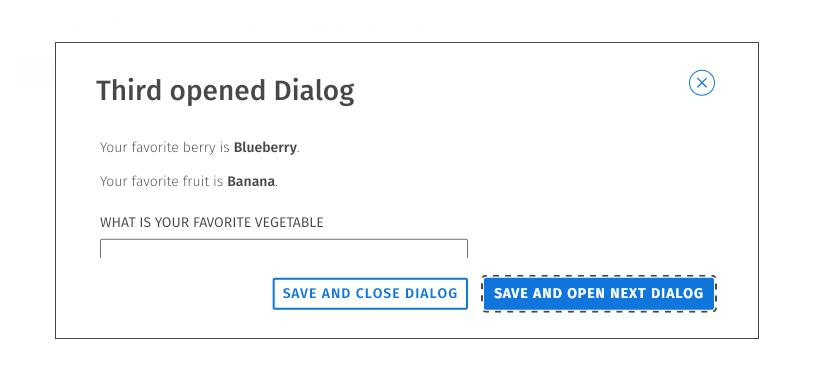 Third opened Dialog
Your favorite berry is Blueberry.
Your favorite fruit is Banana.
WHAT IS YOUR FAVORITE VEGETABLE
SAVE AND CLOSE DIALOG
SAVE AND OPEN NEXT DIALOG